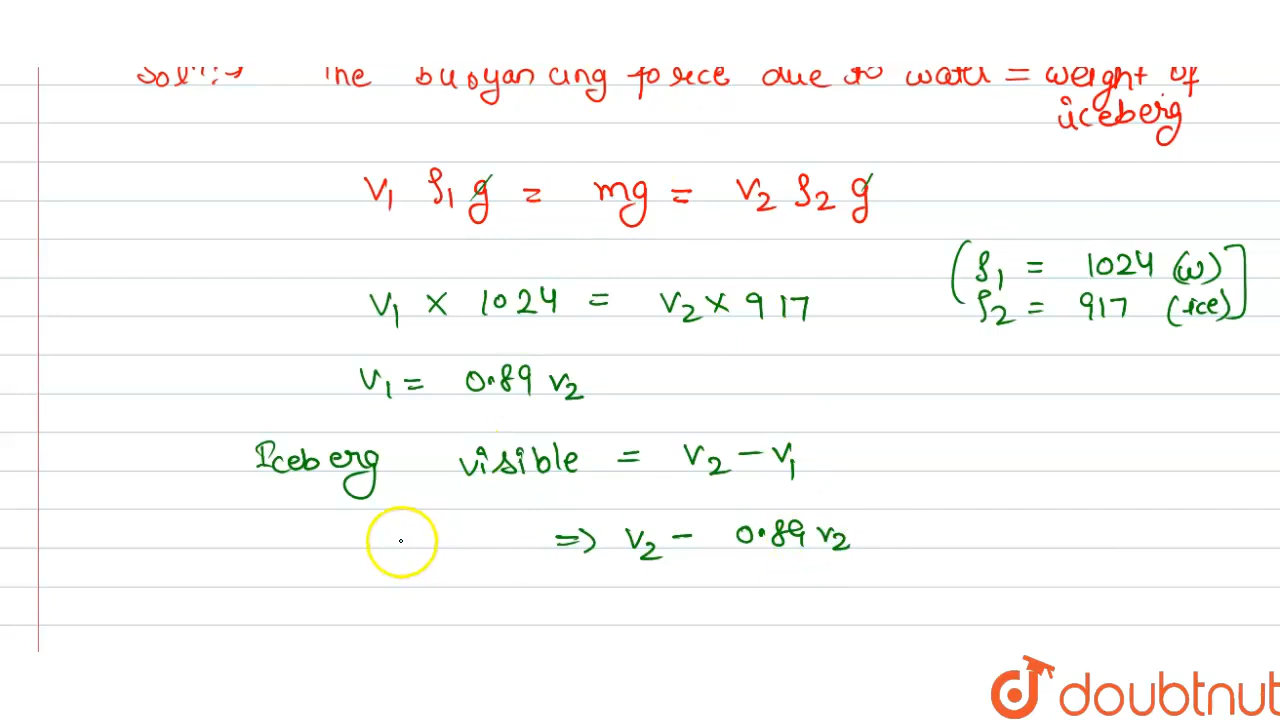 The buoyancing force due to water = weight of
iceberg
V₁ ρ₁ g = mg = V₂ ρ₂ g
(ρ₁ = 1024 (w)
ρ₂ = 917 (ice)]
V₁ × 1024 = V₂ × 917
V₁ = 0.89 V₂
Iceberg visible = V₂ - V₁
=> V₂ - 0.89 V₂
doubtnut